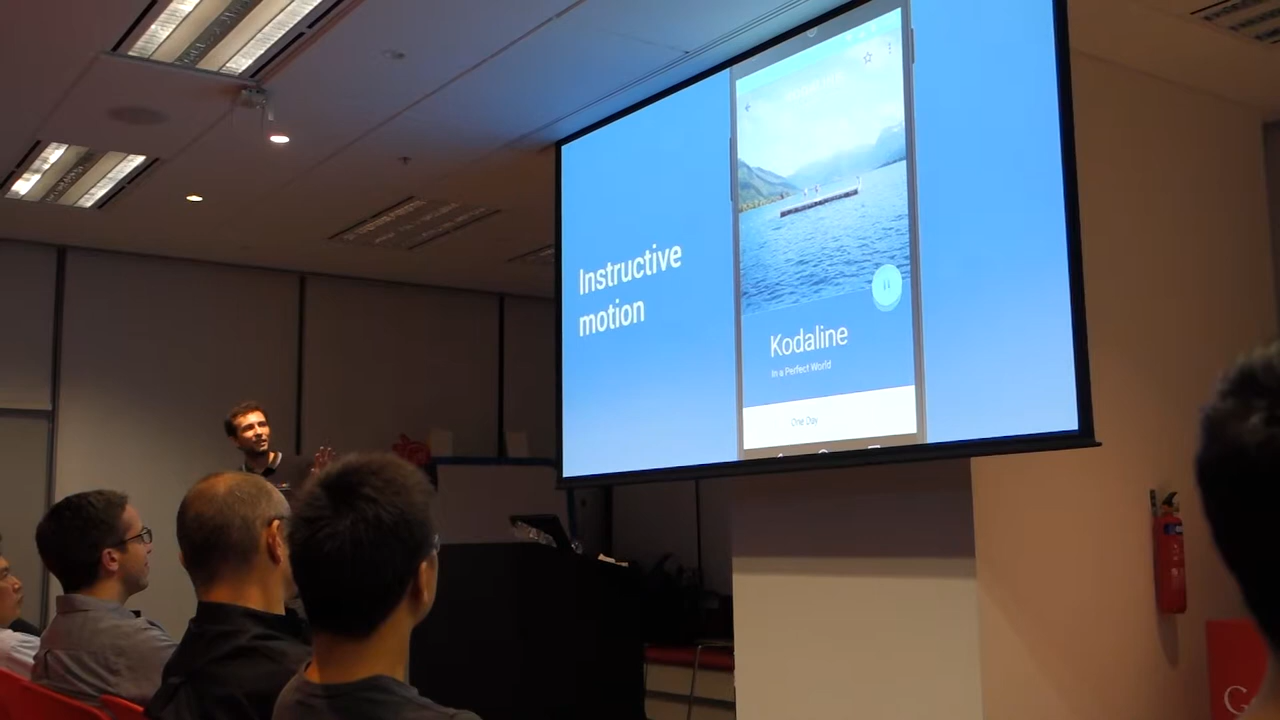 Instructive
motion
Kodaline
In a Perfect World
One Day
G